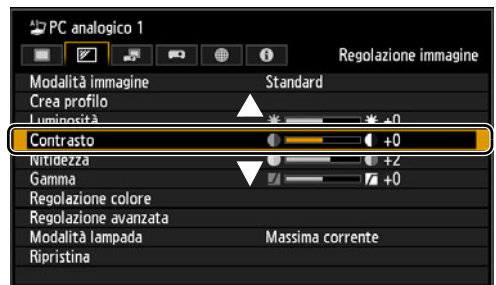 PC analogico 1
Regolazione immagine
Modalità immagine Standard
Crea profilo
Luminosità +0
Contrasto +0
Nitidezza +2
Gamma +0
Regolazione colore
Regolazione avanzata
Modalità lampada Massima corrente
Ripristina